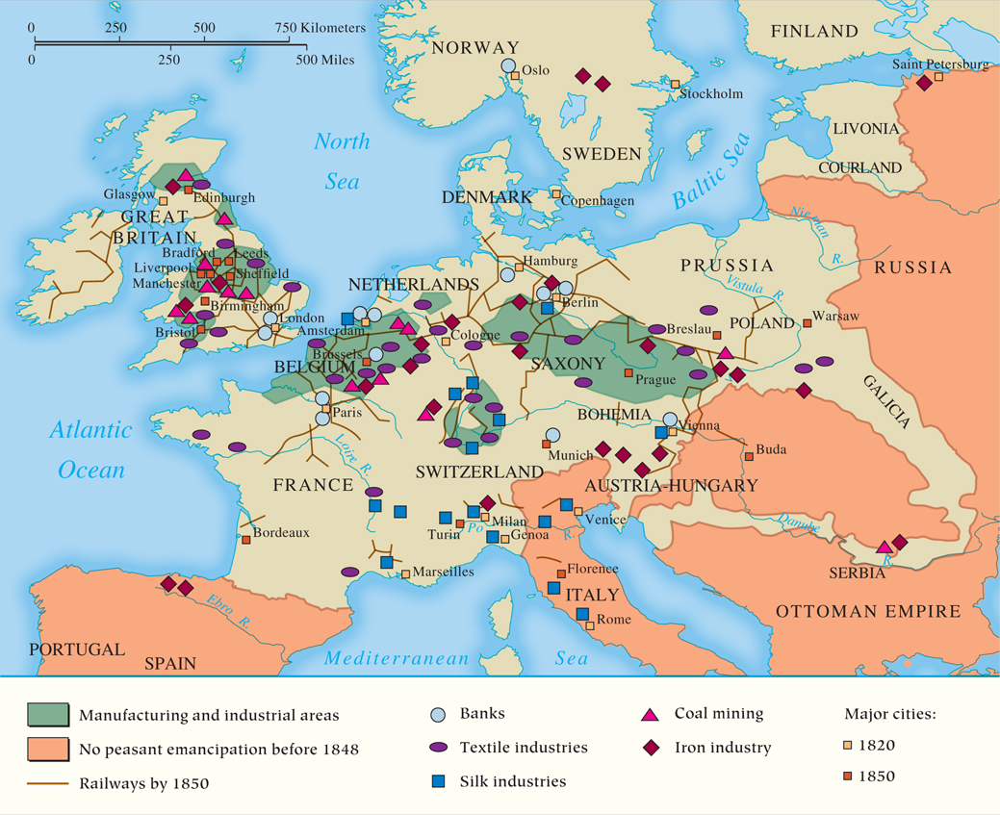 0 250 500 750 Kilometers
0 250 500 Miles
NORWAY
FINLAND
Oslo
Saint Petersburg
Stockholm
North
Sea
SWEDEN
Baltic Sea
LIVONIA
COURLAND
DENMARK
Copenhagen
Glasgow
Edinburgh
GREAT
BRITAIN
Bradford
Leeds
Liverpool
Sheffield
Manchester
Birmingham
London
Bristol
Nieman
R.
RUSSIA
PRUSSIA
Hamburg
NETHERLANDS
Vistula R.
Berlin
POLAND
Warsaw
Amsterdam
Cologne
Breslau
Brussels
BELGIUM
SAXONY
Prague
GALICIA
Paris
BOHEMIA
Vienna
Atlantic
Ocean
Loire R.
Munich
Buda
FRANCE
SWITZERLAND
AUSTRIA-HUNGARY
Bordeaux
Turin
Po
R.
Milan
Genoa
Venice
Danube
R.
Marseilles
Florence
SERBIA
ITALY
Ebro R.
Rome
OTTOMAN EMPIRE
PORTUGAL
SPAIN
Mediterranean Sea
Manufacturing and industrial areas
No peasant emancipation before 1848
Railways by 1850
Banks
Textile industries
Silk industries
Coal mining
Iron industry
Major cities:
1820
1850